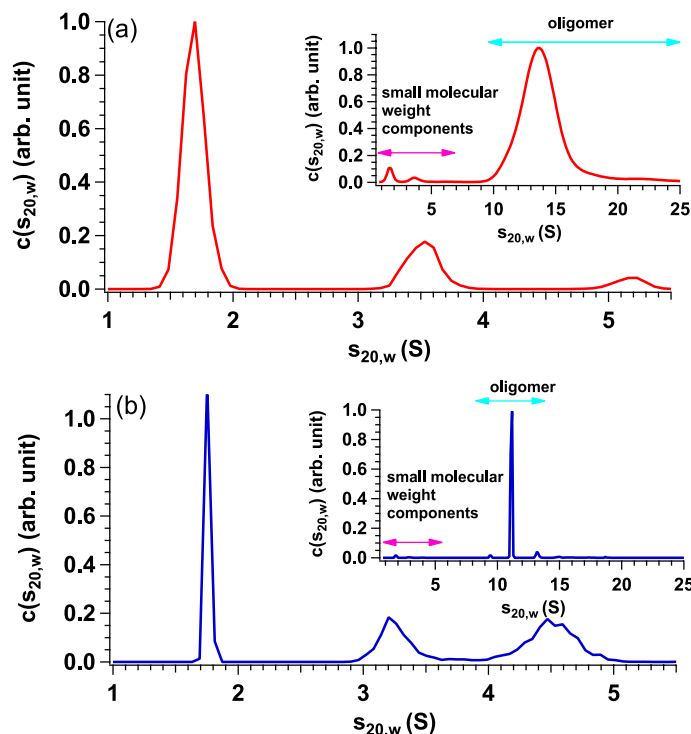 (a)
c(s20,w) (arb. unit)
1.0
0.8
0.6
0.4
0.2
0.0
1 2 3 4 5
s20,w (S)
oligomer
small molecular
weight
components
c(s20,w) (arb. unit)
1.0
0.8
0.6
0.4
0.2
0.0
5 10 15 20 25
s20,w (S)
(b)
c(s20,w) (arb. unit)
1.0
0.8
0.6
0.4
0.2
0.0
1 2 3 4 5
s20,w (S)
oligomer
small molecular
weight
components
c(s20,w) (arb. unit)
1.0
0.8
0.6
0.4
0.2
0.0
5 10 15 20 25
s20,w (S)